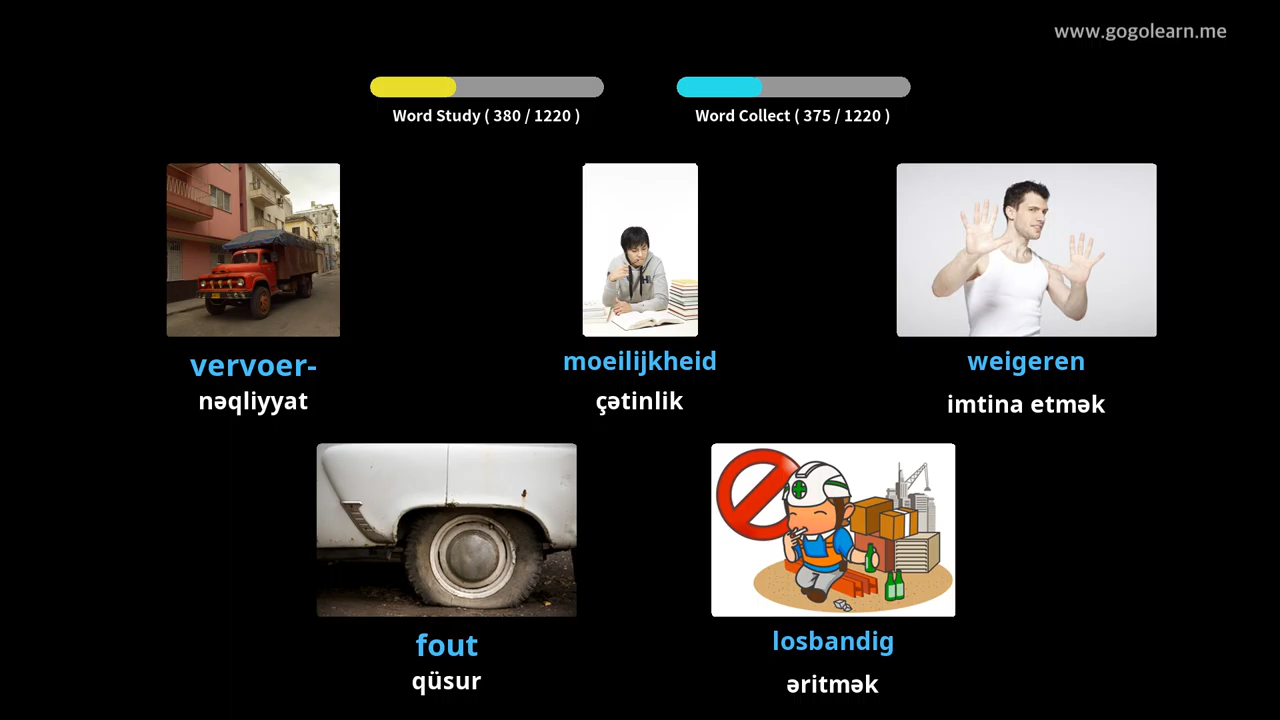 www.gogolearn.me
Word Study ( 380 / 1220 )
Word Collect ( 375 / 1220 )
vervoer-
nəqliyyat
moeilijkheid
çətinlik
weigeren
imtina etmək
fout
qüsur
losbandig
əritmək